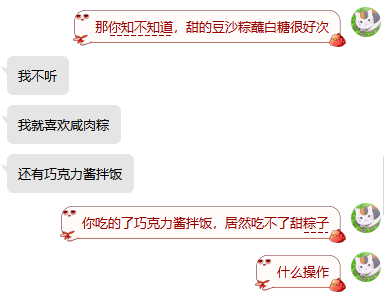 那你知不知道，甜的豆沙粽蘸白糖很好次
我不听
我就喜欢咸肉粽
还有巧克力酱拌饭
你吃的了巧克力酱拌饭，居然吃不了甜粽子
什么操作